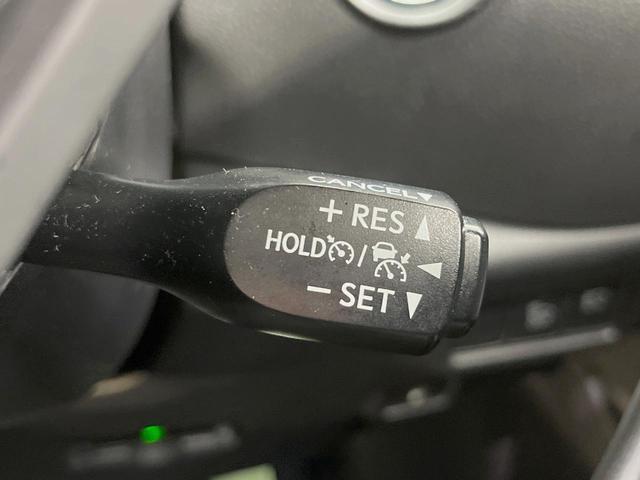 CANCEL▼
+ RES ▲
HOLD / ◀
− SET ▼